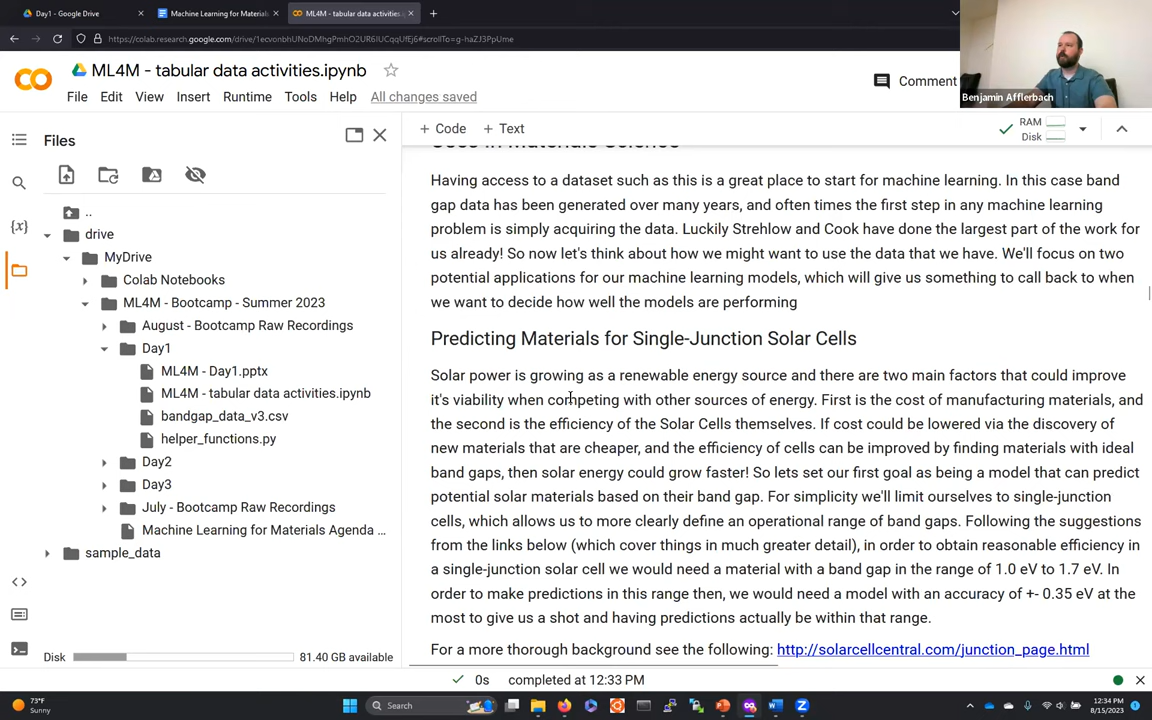 Day1 - Google Drive
Machine Learning for Materials
ML4M - tabular data activities.i
https://colab.research.google.com/drive/1ecvonbhUNoDMhgPmhO2UR6IUCqqUfEj6#scrollTo=g-haZJ3PpUme
ML4M - tabular data activities.ipynb
File Edit View Insert Runtime Tools Help All changes saved
Comment
Benjamin Afflerbach
Files
+ Code + Text
RAM
Disk
..
drive
MyDrive
Colab Notebooks
ML4M - Bootcamp - Summer 2023
August - Bootcamp Raw Recordings
Day1
ML4M - Day1.pptx
ML4M - tabular data activities.ipynb
bandgap_data_v3.csv
helper_functions.py
Day2
Day3
July - Bootcamp Raw Recordings
Machine Learning for Materials Agenda ...
sample_data
Disk 81.40 GB available
Uses in Materials Science
Having access to a dataset such as this is a great place to start for machine learning. In this case band
gap data has been generated over many years, and often times the first step in any machine learning
problem is simply acquiring the data. Luckily Strehlow and Cook have done the largest part of the work for
us already! So now let's think about how we might want to use the data that we have. We'll focus on two
potential applications for our machine learning models, which will give us something to call back to when
we want to decide how well the models are performing
Predicting Materials for Single-Junction Solar Cells
Solar power is growing as a renewable energy source and there are two main factors that could improve
it's viability when competing with other sources of energy. First is the cost of manufacturing materials, and
the second is the efficiency of the Solar Cells themselves. If cost could be lowered via the discovery of
new materials that are cheaper, and the efficiency of cells can be improved by finding materials with ideal
band gaps, then solar energy could grow faster! So lets set our first goal as being a model that can predict
potential solar materials based on their band gap. For simplicity we'll limit ourselves to single-junction
cells, which allows us to more clearly define an operational range of band gaps. Following the suggestions
from the links below (which cover things in much greater detail), in order to obtain reasonable efficiency in
a single-junction solar cell we would need a material with a band gap in the range of 1.0 eV to 1.7 eV. In
order to make predictions in this range then, we would need a model with an accuracy of +- 0.35 eV at the
most to give us a shot and having predictions actually be within that range.
For a more thorough background see the following: http://solarcellcentral.com/junction_page.html
0s completed at 12:33 PM
73°F
Sunny
Search
12:34 PM
8/15/2023